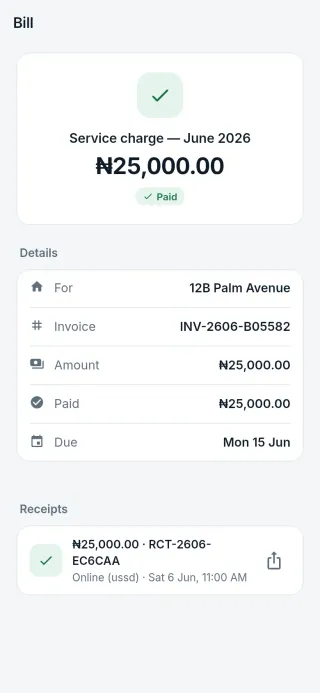 Bill
Service charge — June 2026
₦25,000.00
Paid
Details
For 12B Palm Avenue
Invoice INV-2606-B05582
Amount ₦25,000.00
Paid ₦25,000.00
Due Mon 15 Jun
Receipts
₦25,000.00 · RCT-2606-
EC6CAA
Online (ussd) · Sat 6 Jun, 11:00 AM